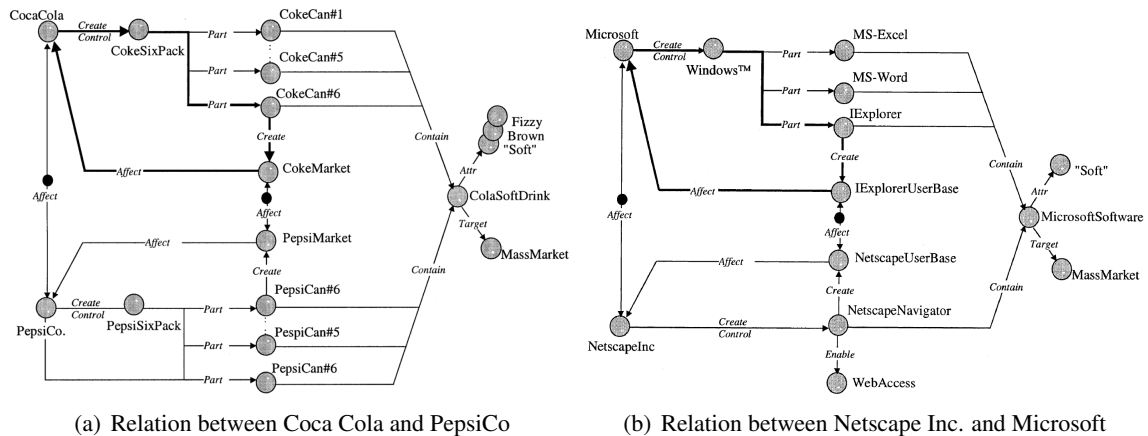 CocaCola
Create
Control
CokeSixPack
Part
CokeCan#1
Part
CokeCan#5
Part
CokeCan#6
Create
Affect
CokeMarket
Affect
Affect
Affect
PepsiMarket
Create
PepsiCo.
Create
Control
PepsiSixPack
Part
PepsiCan#6
Part
PespiCan#5
Part
PepsiCan#6
Contain
Contain
Fizzy
Brown
"Soft"
Attr
ColaSoftDrink
Target
MassMarket
(a) Relation between Coca Cola and PepsiCo
Microsoft
Create
Control
Windows™
Part
MS-Excel
Part
MS-Word
Part
IExplorer
Create
Affect
IExplorerUserBase
Affect
Affect
Affect
NetscapeUserBase
Create
NetscapeInc
Create
Control
NetscapeNavigator
Enable
WebAccess
Contain
Contain
"Soft"
Attr
MicrosoftSoftware
Target
MassMarket
(b) Relation between Netscape Inc. and Microsoft